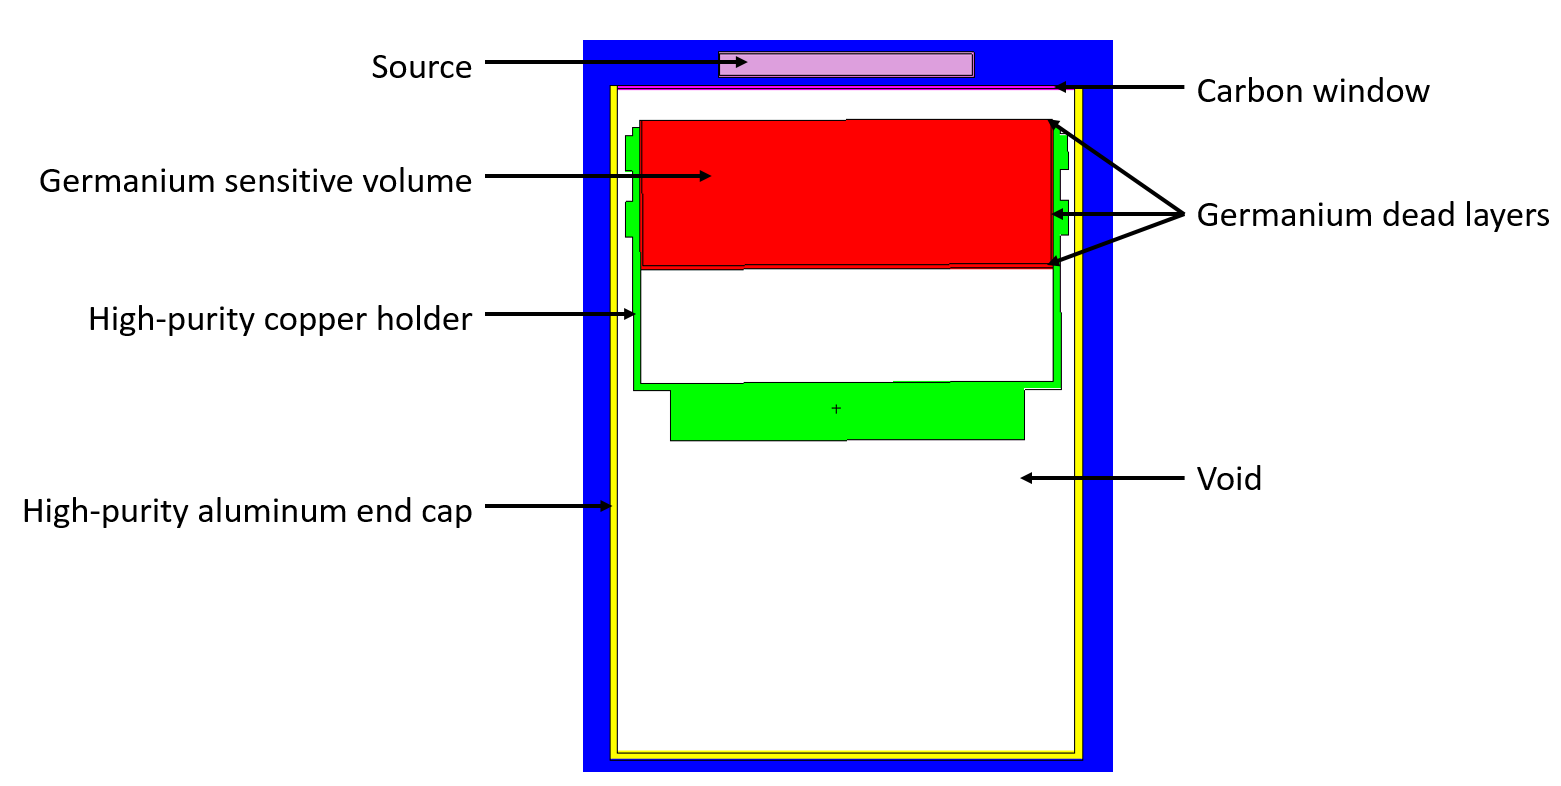 Source
Carbon window
Germanium sensitive volume
Germanium dead layers
High-purity copper holder
Void
High-purity aluminum end cap